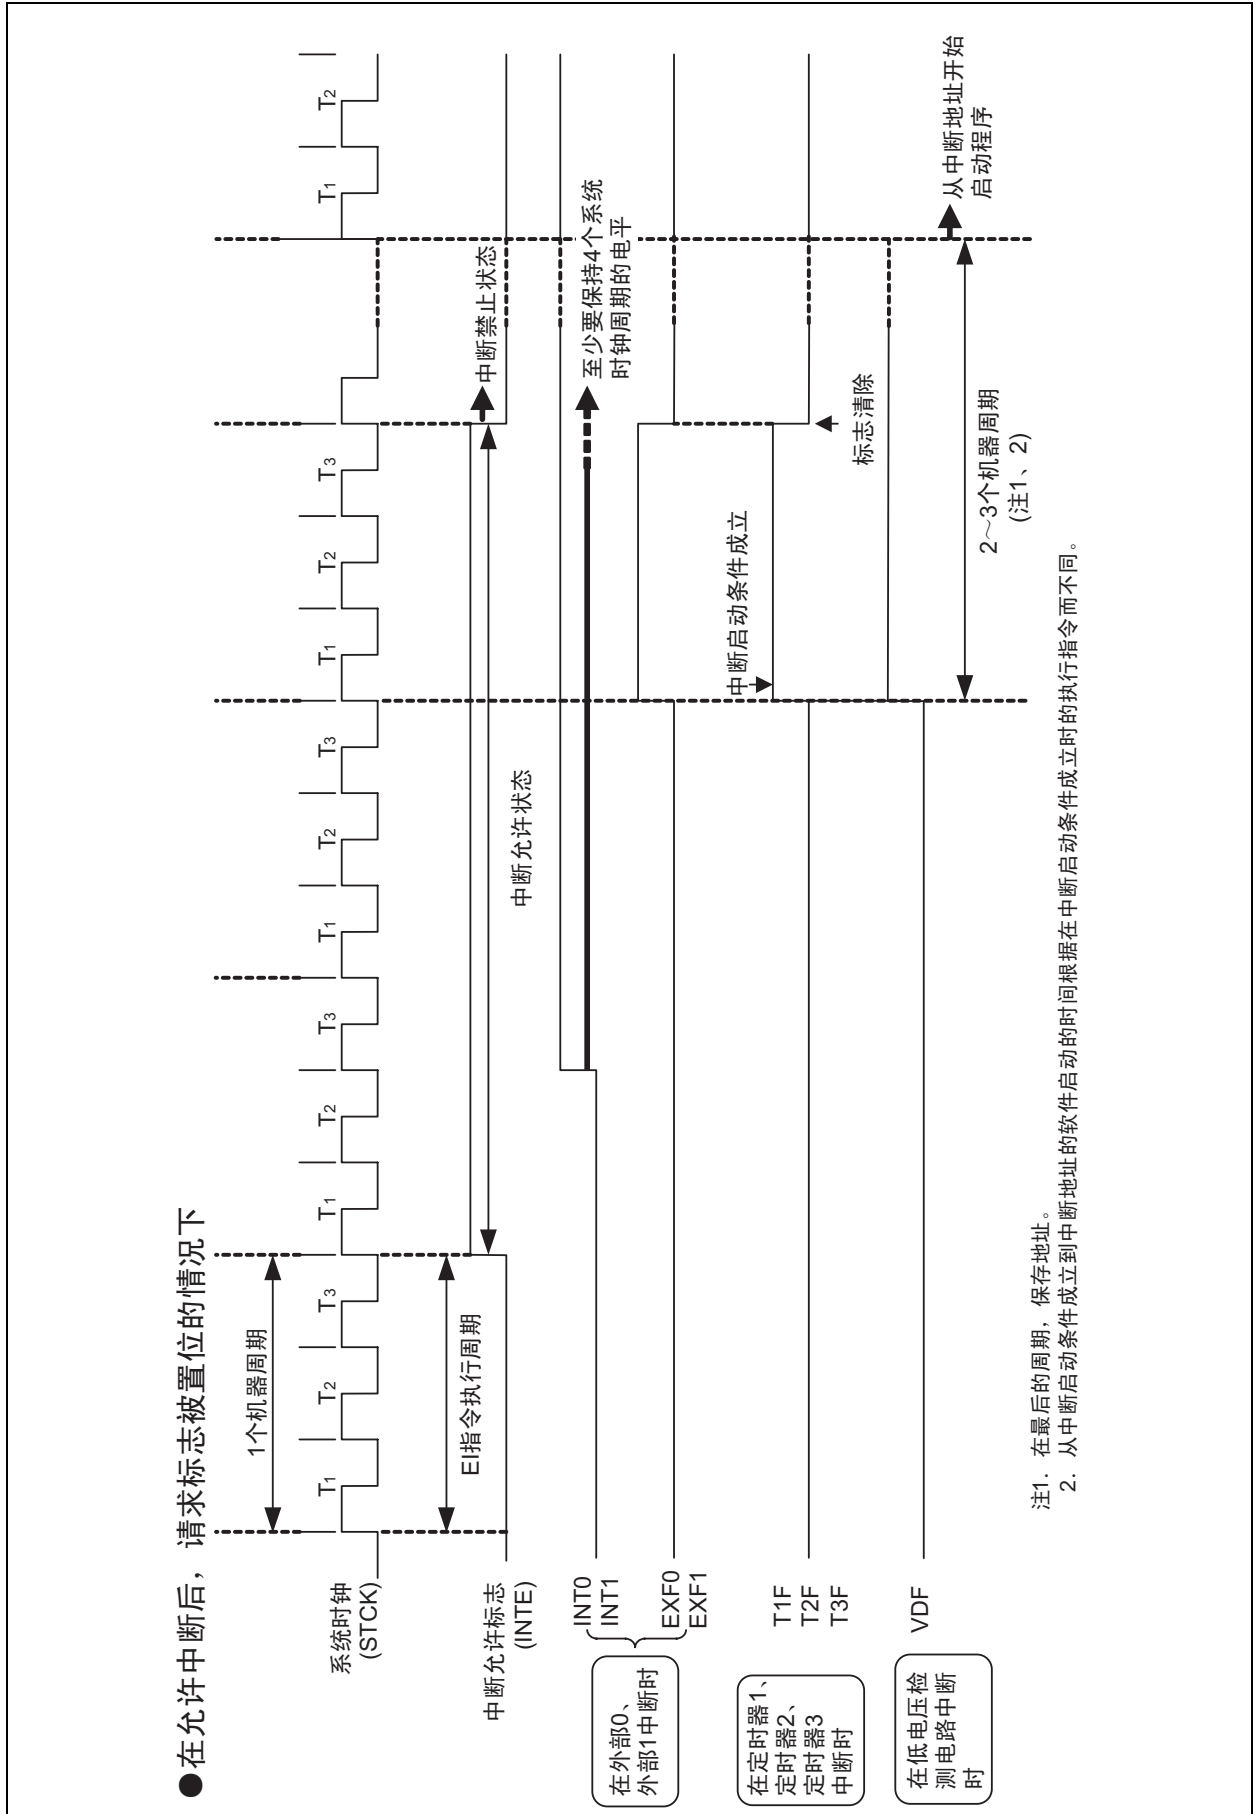 ●在允许中断后，请求标志被置位的情况下
1个机器周期
T1 T2 T3 T1 T2 T3 T1 T2 T3 T1 T2 T3 T1 T2
系统时钟
(STCK)
EI指令执行周期
中断禁止状态
中断允许标志
(INTE)
中断允许状态
INT0
INT1
至少要保持4个系统
时钟周期的电平
在外部0、
外部1中断时
EXF0
EXF1
中断启动条件成立
在定时器1、
定时器2、
定时器3
中断时
T1F
T2F
T3F
标志清除
在低电压检
测电路中断
时
VDF
从中断地址开始
启动程序
2～3个机器周期
(注1、2)
注1．在最后的周期，保存地址。
2．从中断启动条件成立到中断地址的软件启动的时间根据在中断启动条件成立时的执行指令而不同。